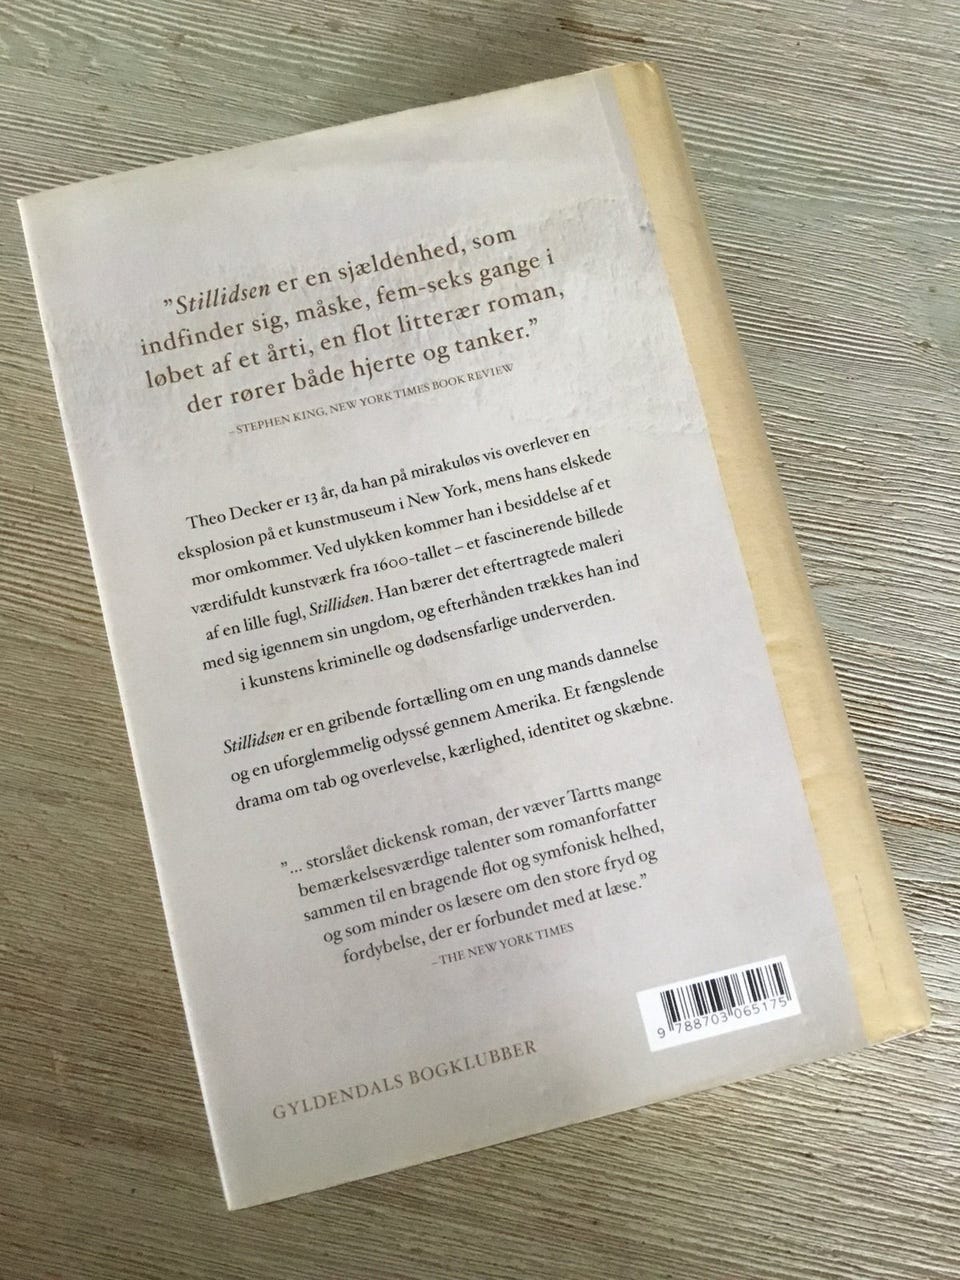 ”Stillidsen er en sjældenhed, som
indfinder sig, måske, fem-seks gange i
løbet af et årti, en flot litterær roman,
der rører både hjerte og tanker.”
– STEPHEN KING, NEW YORK TIMES BOOK REVIEW
Theo Decker er 13 år, da han på mirakuløs vis overlever en
eksplosion på et kunstmuseum i New York, mens hans elskede
mor omkommer. Ved ulykken kommer han i besiddelse af et
værdifuldt kunstværk fra 1600-tallet – et fascinerende billede
af en lille fugl, Stillidsen. Han bærer det eftertragtede maleri
med sig igennem sin ungdom, og efterhånden trækkes han ind
i kunstens kriminelle og dødsensfarlige underverden.
Stillidsen er en gribende fortælling om en ung mands dannelse
og en uforglemmelig odyssé gennem Amerika. Et fængslende
drama om tab og overlevelse, kærlighed, identitet og skæbne.
”... storslået dickensk roman, der væver Tartts mange
bemærkelsesværdige talenter som romanforfatter
sammen til en bragende flot og symfonisk helhed,
og som minder os læsere om den store fryd og
fordybelse, der er forbundet med at læse.”
– THE NEW YORK TIMES
9 788703 065175
GYLDENDALS BOGKLUBBER